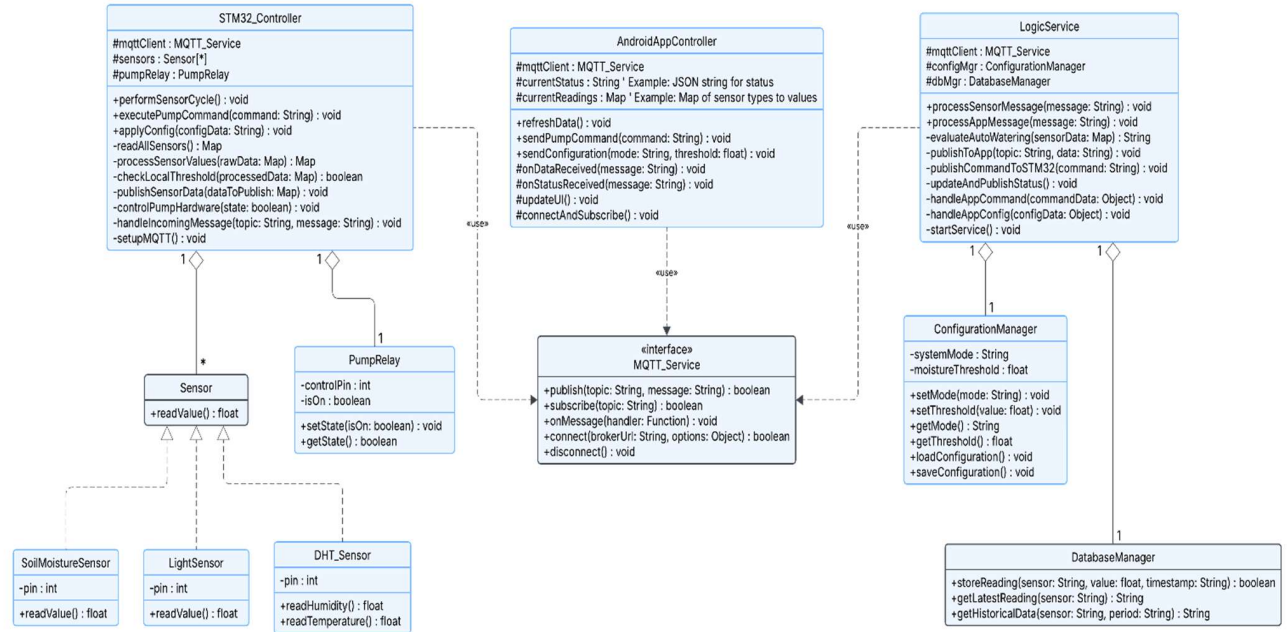 STM32_Controller
#mqttClient : MQTT_Service
#sensors : Sensor[*]
#pumpRelay : PumpRelay
+performSensorCycle() : void
+executePumpCommand(command: String) : void
+applyConfig(configData: String) : void
-readAllSensors() : Map
-processSensorValues(rawData: Map) : Map
-checkLocalThreshold(processedData: Map) : boolean
-publishSensorData(dataToPublish: Map) : void
-controlPumpHardware(state: boolean) : void
-handleIncomingMessage(topic: String, message: String) : void
-setupMQTT() : void
AndroidAppController
#mqttClient : MQTT_Service
#currentStatus : String ' Example: JSON string for status
#currentReadings : Map ' Example: Map of sensor types to values
+refreshData() : void
+sendPumpCommand(command: String) : void
+sendConfiguration(mode: String, threshold: float) : void
#onDataReceived(message: String) : void
#onStatusReceived(message: String) : void
#updateUI() : void
#connectAndSubscribe() : void
LogicService
#mqttClient : MQTT_Service
#configMgr : ConfigurationManager
#dbMgr : DatabaseManager
+processSensorMessage(message: String) : void
+processAppMessage(message: String) : void
-evaluateAutoWatering(sensorData: Map) : String
-publishToApp(topic: String, data: String) : void
-publishCommandToSTM32(command: String) : void
-updateAndPublishStatus() : void
-handleAppCommand(commandData: Object) : void
-handleAppConfig(configData: Object) : void
-startService() : void
«use»
«use»
«use»
1
1
1
1
*
1
1
1
Sensor
+readValue() : float
PumpRelay
-controlPin : int
-isOn : boolean
+setState(isOn: boolean) : void
+getState() : boolean
«interface»
MQTT_Service
+publish(topic: String, message: String) : boolean
+subscribe(topic: String) : boolean
+onMessage(handler: Function) : void
+connect(brokerUrl: String, options: Object) : boolean
+disconnect() : void
ConfigurationManager
-systemMode : String
-moistureThreshold : float
+setMode(mode: String) : void
+setThreshold(value: float) : void
+getMode() : String
+getThreshold() : float
+loadConfiguration() : void
+saveConfiguration() : void
SoilMoistureSensor
-pin : int
+readValue() : float
LightSensor
-pin : int
+readValue() : float
DHT_Sensor
-pin : int
+readHumidity() : float
+readTemperature() : float
DatabaseManager
+storeReading(sensor: String, value: float, timestamp: String) : boolean
+getLatestReading(sensor: String) : String
+getHistoricalData(sensor: String, period: String) : String